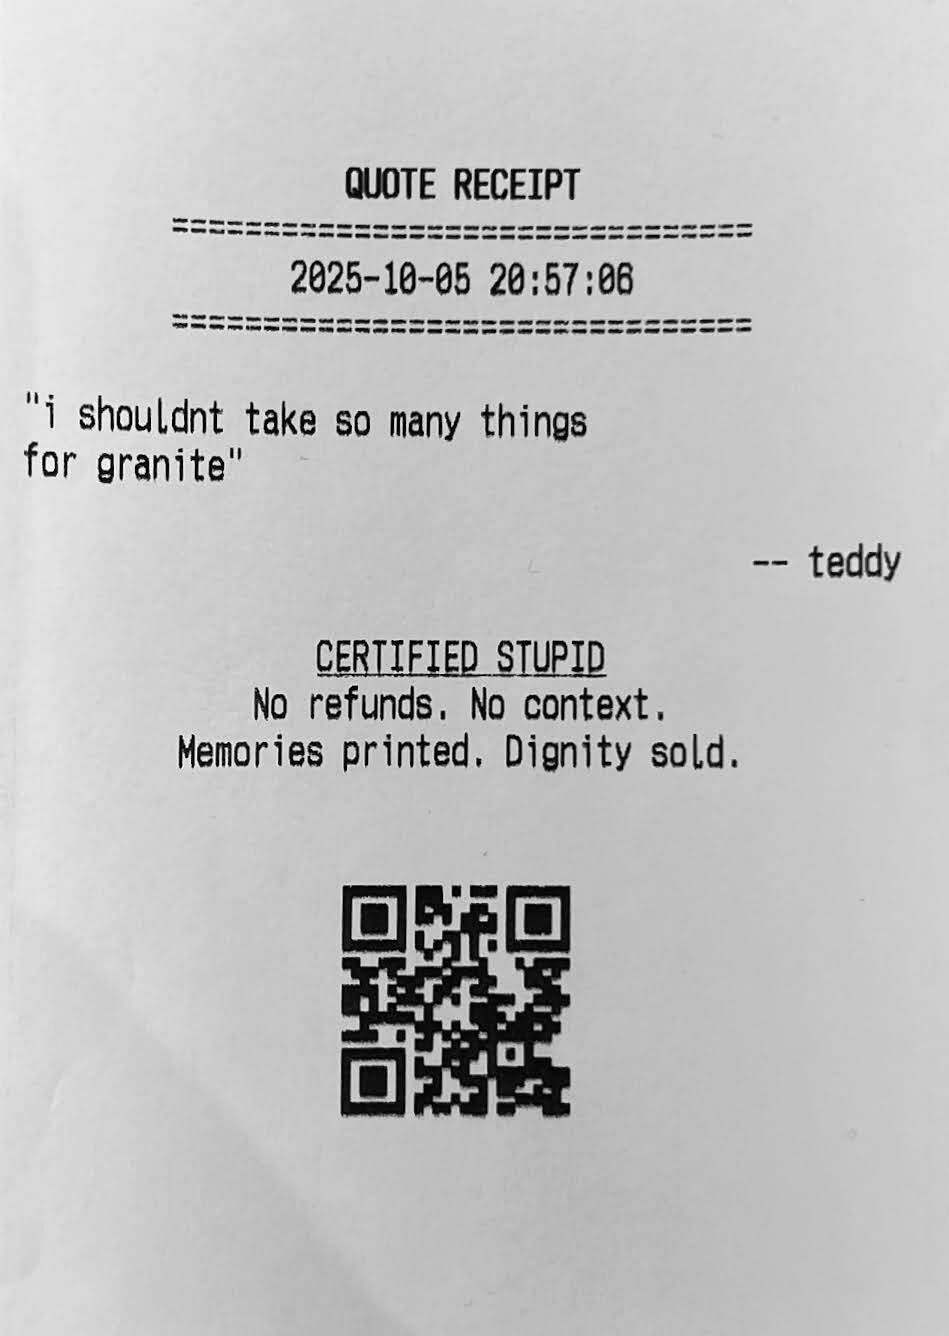 QUOTE RECEIPT
================================
2025-10-05 20:57:06
================================
"i shouldnt take so many things
for granite"
-- teddy
CERTIFIED STUPID
No refunds. No context.
Memories printed. Dignity sold.